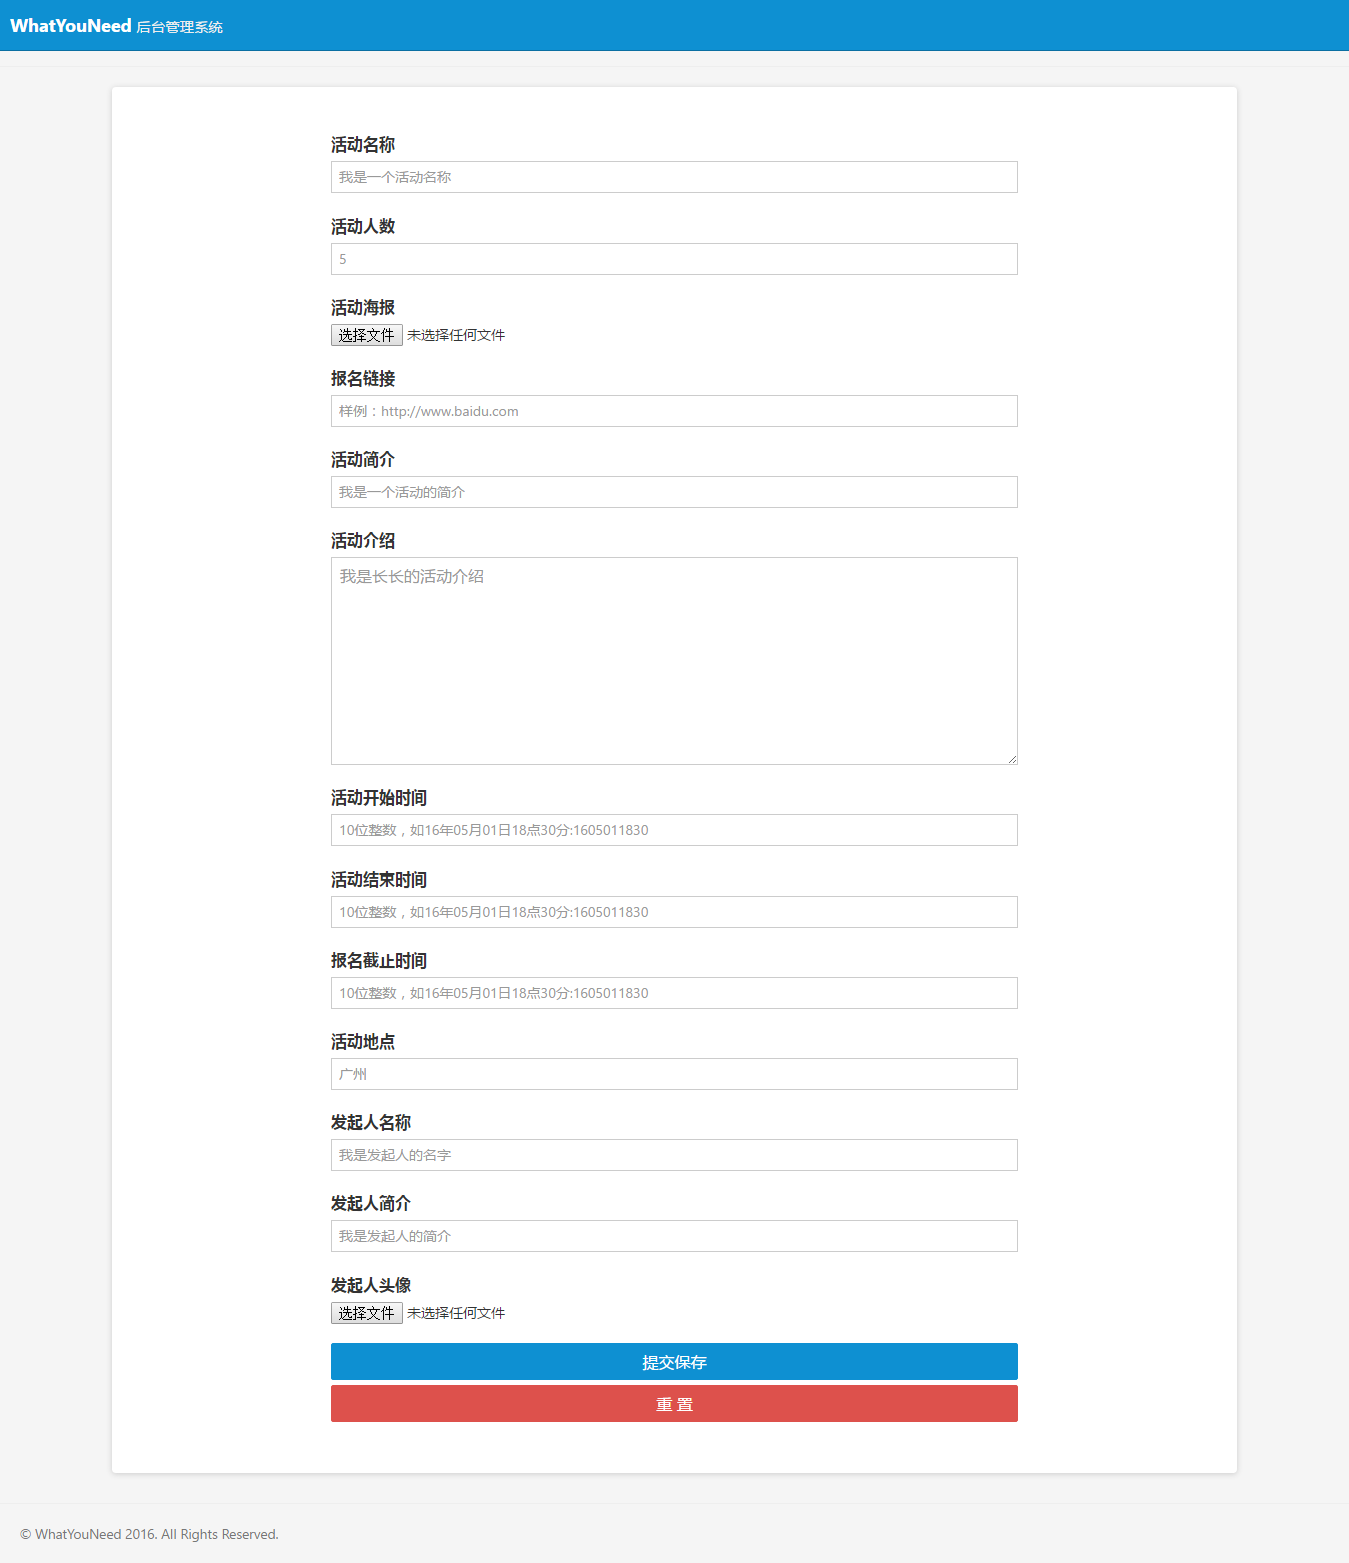 WhatYouNeed 后台管理系统
活动名称
我是一个活动名称
活动人数
5
活动海报
选择文件 未选择任何文件
报名链接
样例：http://www.baidu.com
活动简介
我是一个活动的简介
活动介绍
我是长长的活动介绍
活动开始时间
10位整数，如16年05月01日18点30分:1605011830
活动结束时间
10位整数，如16年05月01日18点30分:1605011830
报名截止时间
10位整数，如16年05月01日18点30分:1605011830
活动地点
广州
发起人名称
我是发起人的名字
发起人简介
我是发起人的简介
发起人头像
选择文件 未选择任何文件
提交保存
重 置
© WhatYouNeed 2016. All Rights Reserved.